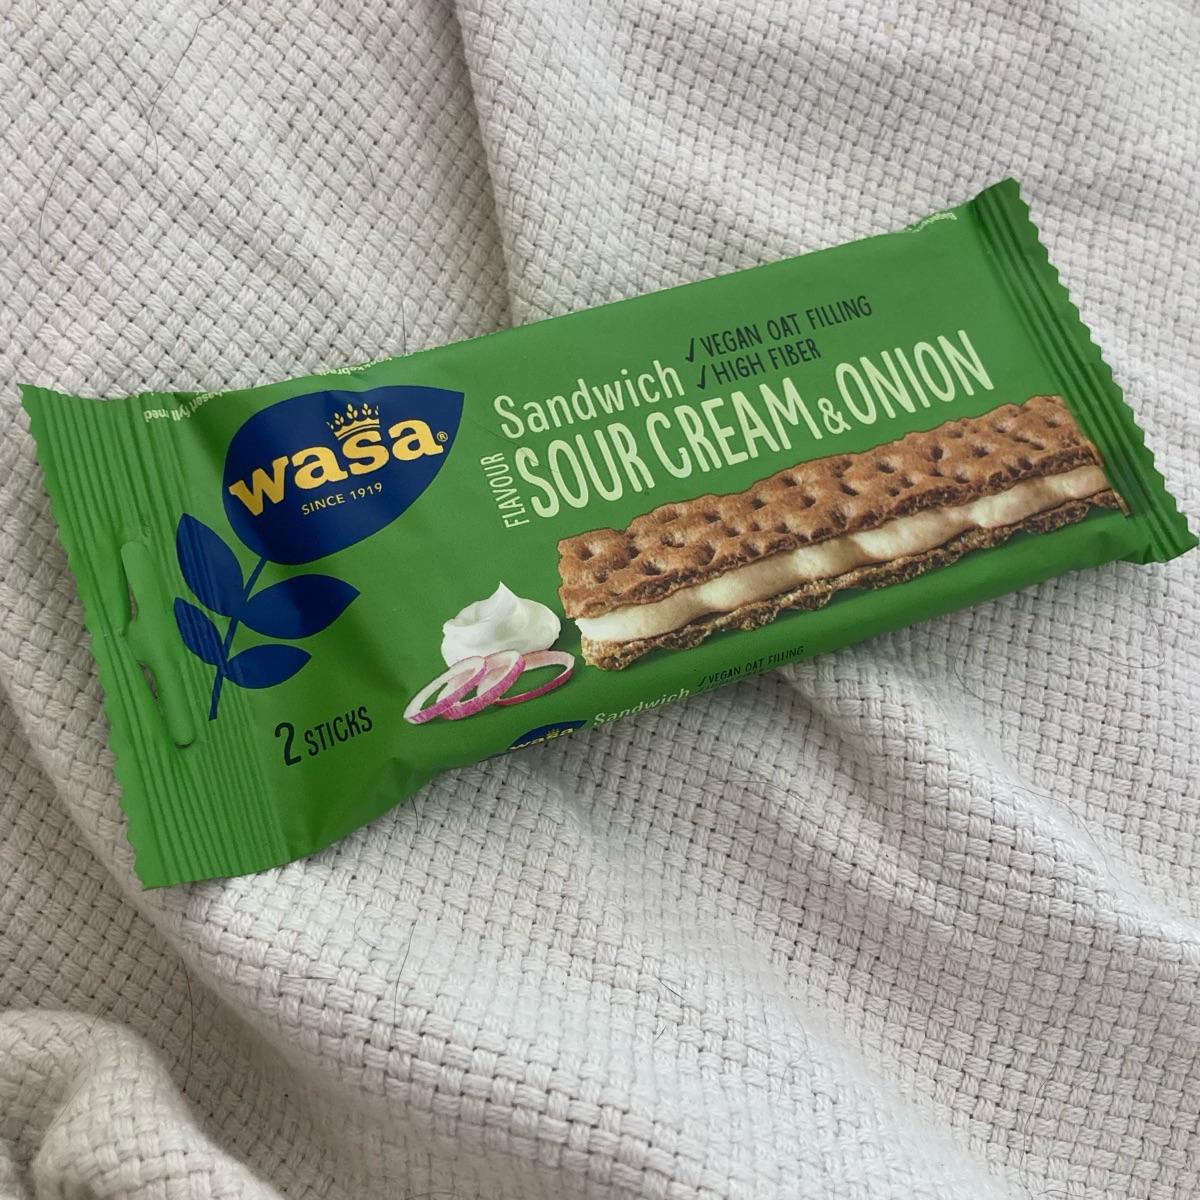 wasa®
SINCE 1919
Sandwich
✓VEGAN OAT FILLING
✓HIGH FIBER
FLAVOUR
SOUR CREAM & ONION
2 STICKS
wasa
Sandwich
✓VEGAN OAT FILLING